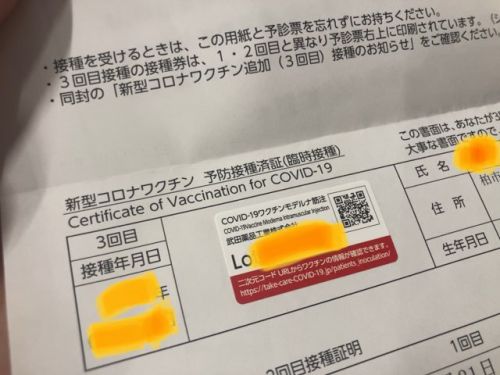 ・接種を受けるときは、この用紙と予診票を忘れずにお持ちください。
・３回目接種の接種券は、１・２回目と異なり予診票右上に印刷されています。(シ
・同封の「新型コロナワクチン追加（３回目）接種のお知らせ」をご確認くださ
新型コロナワクチン 予防接種済証(臨時接種)
Certificate of Vaccination for COVID-19
この書面は、あなたが3
大事な書面ですので
3回目
接種年月日
年
COVID-19ワクチンモデルナ筋注
COVID-19Vaccine Moderna Intramuscular Injection
武田薬品工業株式会社
Lo
二次元コード URLからワクチンの情報が確認できます。
https://take-care-COVID-19.jp/patients_inoculation/
氏 名
住 所
柏市
生年月日
回接種証明
1回目